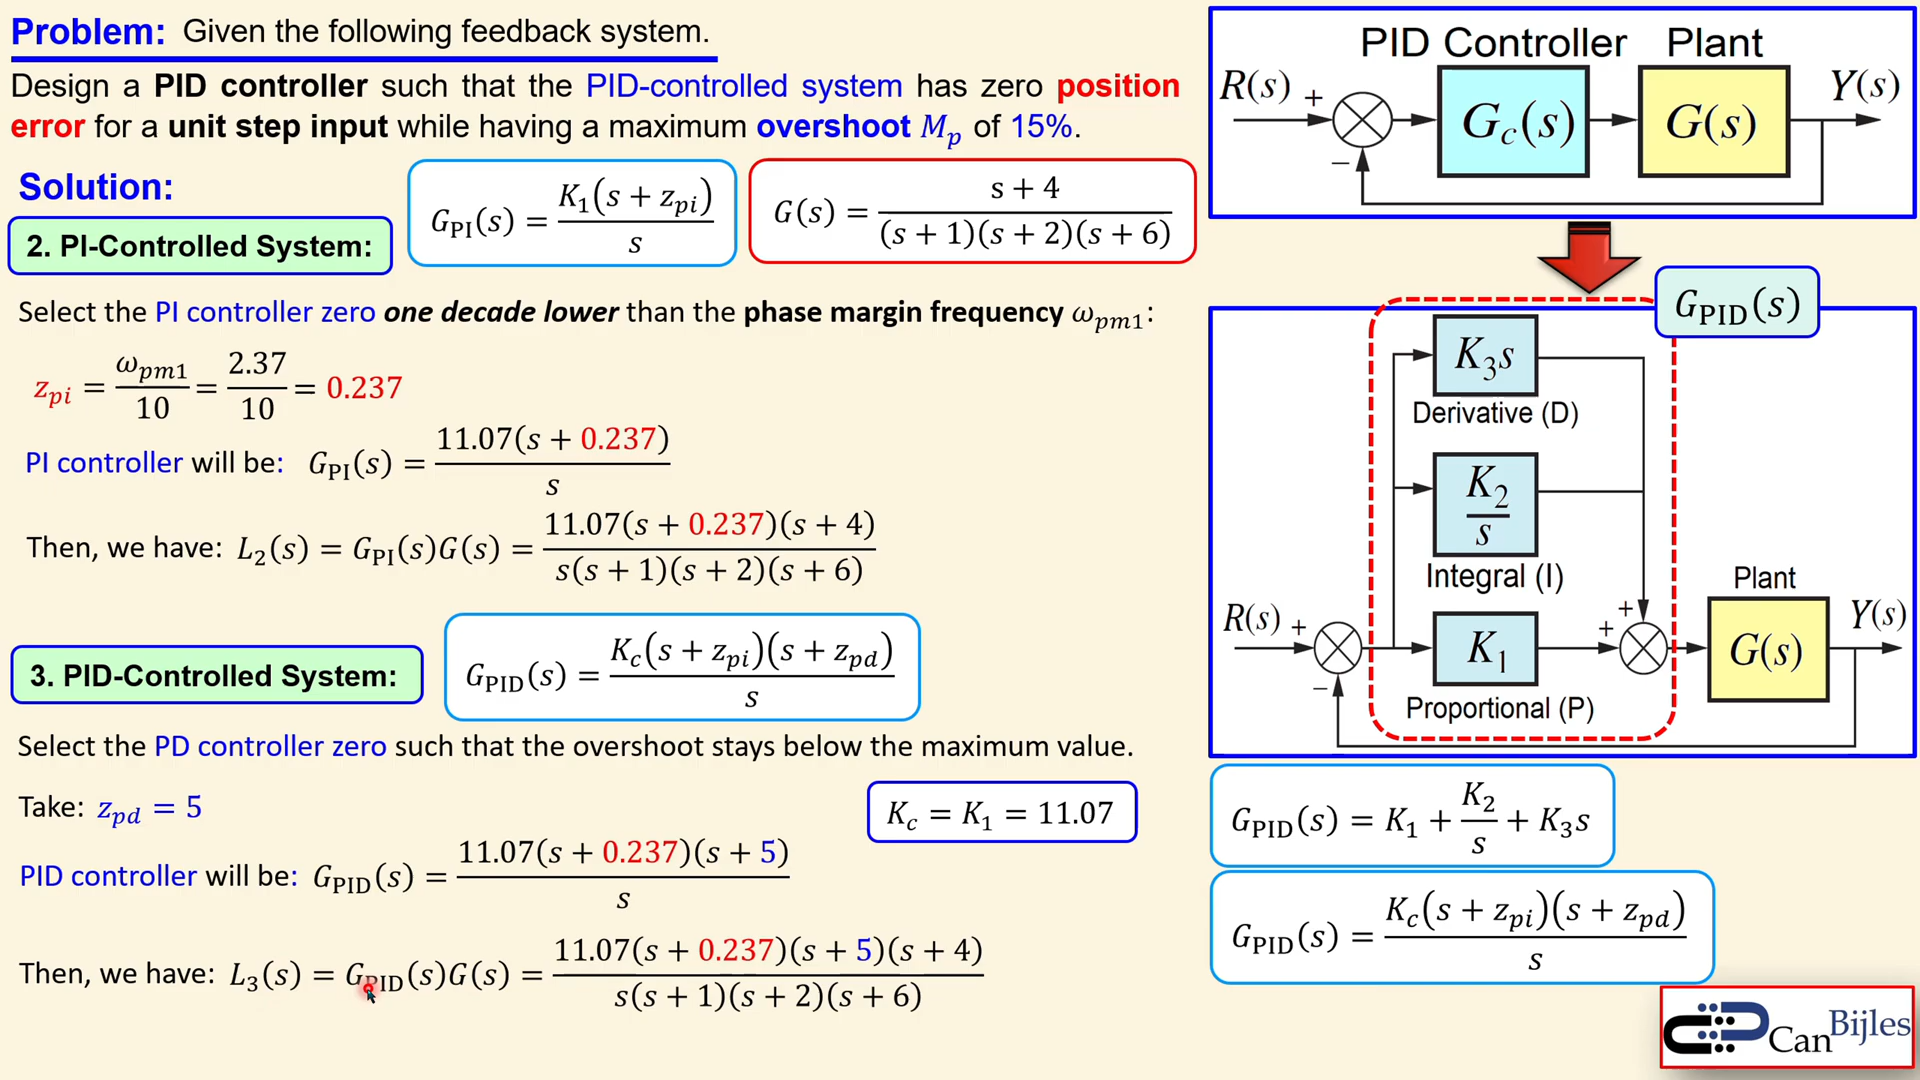 Problem: Given the following feedback system.
Design a PID controller such that the PID-controlled system has zero position
error for a unit step input while having a maximum overshoot M_p of 15%.
Solution:
G_PI(s) = K_1(s + z_pi) / s
G(s) = s + 4 / (s + 1)(s + 2)(s + 6)
2. PI-Controlled System:
Select the PI controller zero one decade lower than the phase margin frequency ω_pm1:
z_pi = ω_pm1 / 10 = 2.37 / 10 = 0.237
PI controller will be: G_PI(s) = 11.07(s + 0.237) / s
Then, we have: L_2(s) = G_PI(s)G(s) = 11.07(s + 0.237)(s + 4) / s(s + 1)(s + 2)(s + 6)
3. PID-Controlled System:
G_PID(s) = K_c(s + z_pi)(s + z_pd) / s
Select the PD controller zero such that the overshoot stays below the maximum value.
Take: z_pd = 5
K_c = K_1 = 11.07
PID controller will be: G_PID(s) = 11.07(s + 0.237)(s + 5) / s
Then, we have: L_3(s) = G_PID(s)G(s) = 11.07(s + 0.237)(s + 5)(s + 4) / s(s + 1)(s + 2)(s + 6)
PID Controller Plant
R(s) + − G_c(s) G(s) Y(s)
G_PID(s)
K_3s
Derivative (D)
K_2 / s
Integral (I)
Plant
R(s) + − K_1 + + G(s) Y(s)
Proportional (P)
G_PID(s) = K_1 + K_2 / s + K_3s
G_PID(s) = K_c(s + z_pi)(s + z_pd) / s
CanBijles